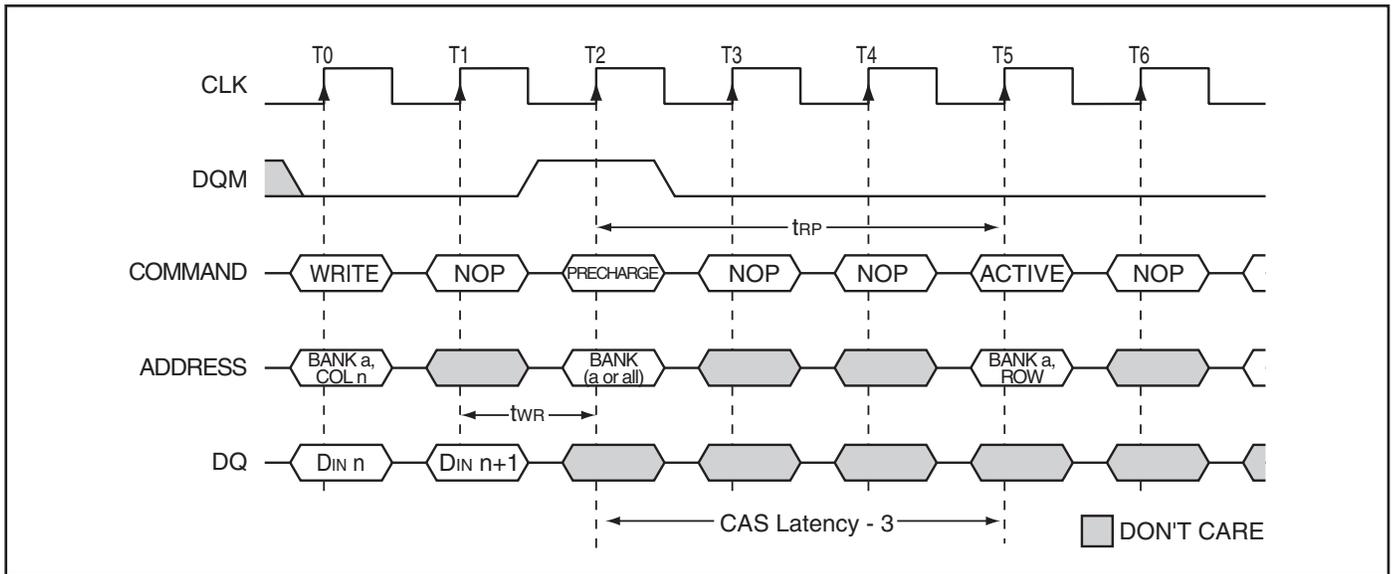 T0 T1 T2 T3 T4 T5 T6
CLK
DQM
tRP
COMMAND WRITE NOP PRECHARGE NOP NOP ACTIVE NOP
ADDRESS BANK a, BANK BANK a,
COL n (a or all) ROW
tWR
DQ DIN n DIN n+1
CAS Latency - 3
DON'T CARE